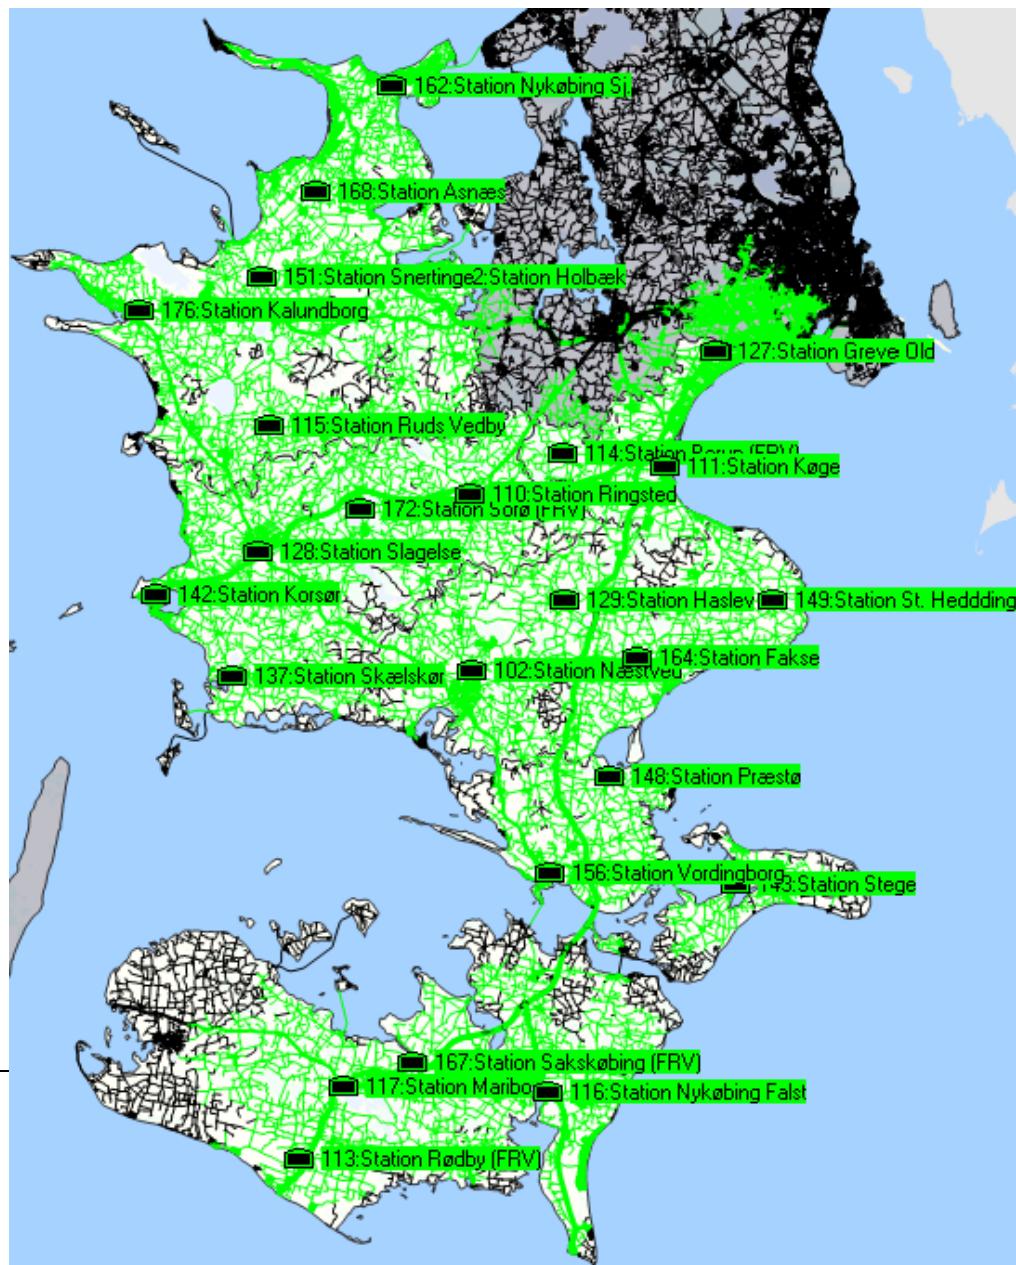 162:Station Nykøbing Sj.
168:Station Asnæs
151:Station Snertinge
2:Station Holbæk
176:Station Kalundborg
127:Station Greve Old
115:Station Ruds Vedby
114:Station
111:Station Køge
110:Station Ringsted
172:Station Sorø (FRV)
128:Station Slagelse
142:Station Korsør
129:Station Haslev
149:Station St. Heddding
164:Station Fakse
102:Station Næstved
137:Station Skælskør
148:Station Præstø
156:Station Vordingborg
143:Station Stege
167:Station Sakskøbing (FRV)
117:Station Maribo
116:Station Nykøbing Falst
113:Station Rødby (FRV)